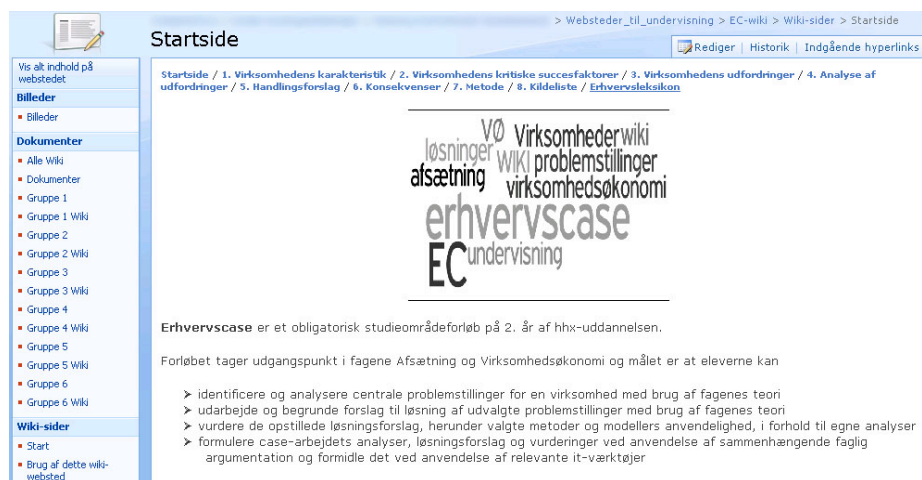 > Websteder_til_undervisning > EC-wiki > Wiki-sider > Startside
Startside
Rediger | Historik | Indgående hyperlinks
Vis alt indhold på
webstedet
Billeder
Billeder
Dokumenter
Alle Wiki
Dokumenter
Gruppe 1
Gruppe 1 Wiki
Gruppe 2
Gruppe 2 Wiki
Gruppe 3
Gruppe 3 Wiki
Gruppe 4
Gruppe 4 Wiki
Gruppe 5
Gruppe 5 Wiki
Gruppe 6
Gruppe 6 Wiki
Wiki-sider
Start
Brug af dette wiki-
websted
Startside / 1. Virksomhedens karakteristik / 2. Virksomhedens kritiske succesfaktorer / 3. Virksomhedens udfordringer / 4. Analyse af
udfordringer / 5. Handlingsforslag / 6. Konsekvenser / 7. Metode / 8. Kildeliste / Erhvervsleksikon
VØ Virksomheder wiki
løsninger WIKI problemstillinger
afsætning virksomhedsøkonomi
erhvervscase
EC undervisning
Erhvervscase er et obligatorisk studieområdeforløb på 2. år af hhx-uddannelsen.
Forløbet tager udgangspunkt i fagene Afsætning og Virksomhedsøkonomi og målet er at eleverne kan
➢ identificere og analysere centrale problemstillinger for en virksomhed med brug af fagenes teori
➢ udarbejde og begrunde forslag til løsning af udvalgte problemstillinger med brug af fagenes teori
➢ vurdere de opstillede løsningsforslag, herunder valgte metoder og modellers anvendelighed, i forhold til egne analyser
➢ formulere case-arbejdets analyser, løsningsforslag og vurderinger ved anvendelse af sammenhængende faglig
argumentation og formidle det ved anvendelse af relevante it-værktøjer